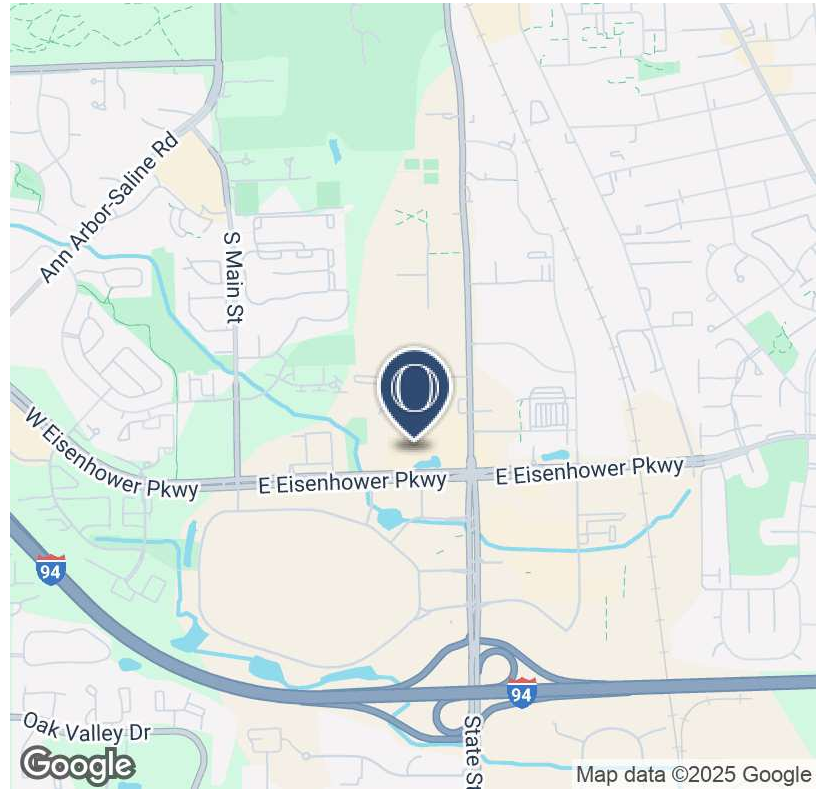 Ann Arbor-Saline Rd
S Main St
W Eisenhower Pkwy
E Eisenhower Pkwy
E Eisenhower Pkwy
94
94
Oak Valley Dr
State St
Google
Map data ©2025 Google